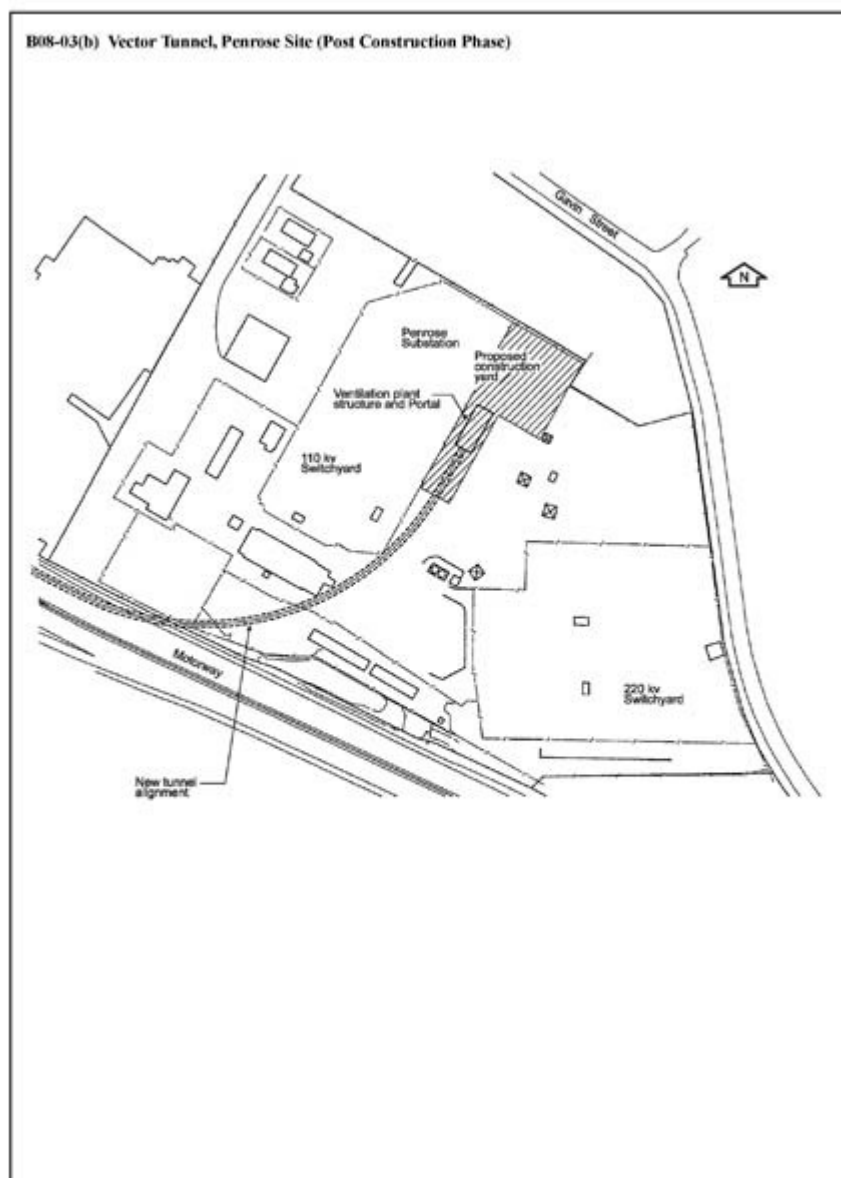 B08-03(b) Vector Tunnel, Penrose Site (Post Construction Phase)
Gavin Street
N
Penrose
Substation
Proposed
construction
yard
Ventilation plant
structure and Portal
110 kv
Switchyard
Motorway
220 kv
Switchyard
New tunnel
alignment